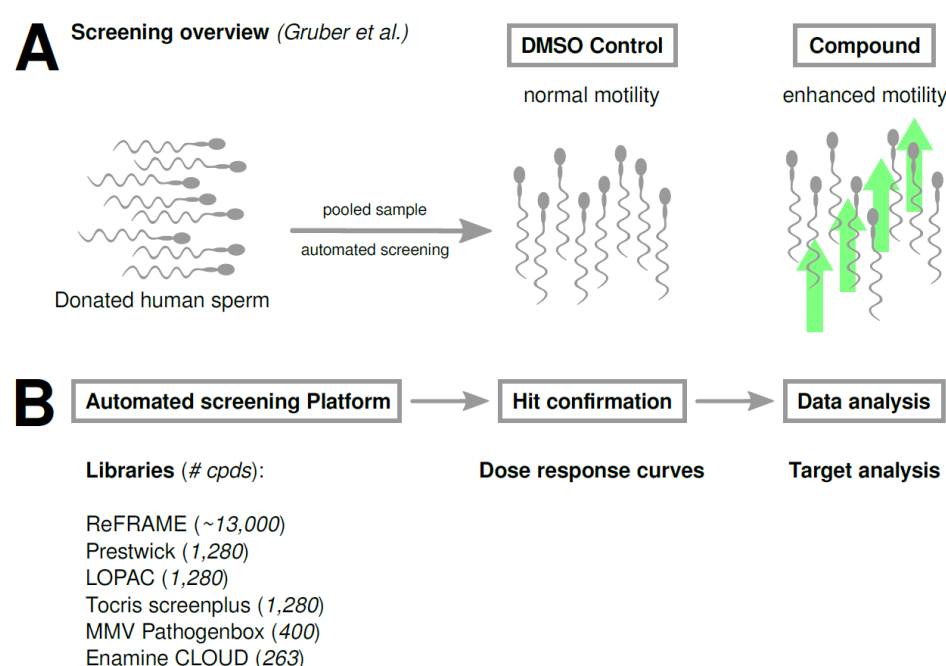 A
Screening overview (Gruber et al.)
DMSO Control
Compound
normal motility
enhanced motility
pooled sample
automated screening
Donated human sperm
B
Automated screening Platform
Hit confirmation
Data analysis
Libraries (# cpds):
Dose response curves
Target analysis
ReFRAME (~13,000)
Prestwick (1,280)
LOPAC (1,280)
Tocris screenplus (1,280)
MMV Pathogenbox (400)
Enamine CLOUD (263)